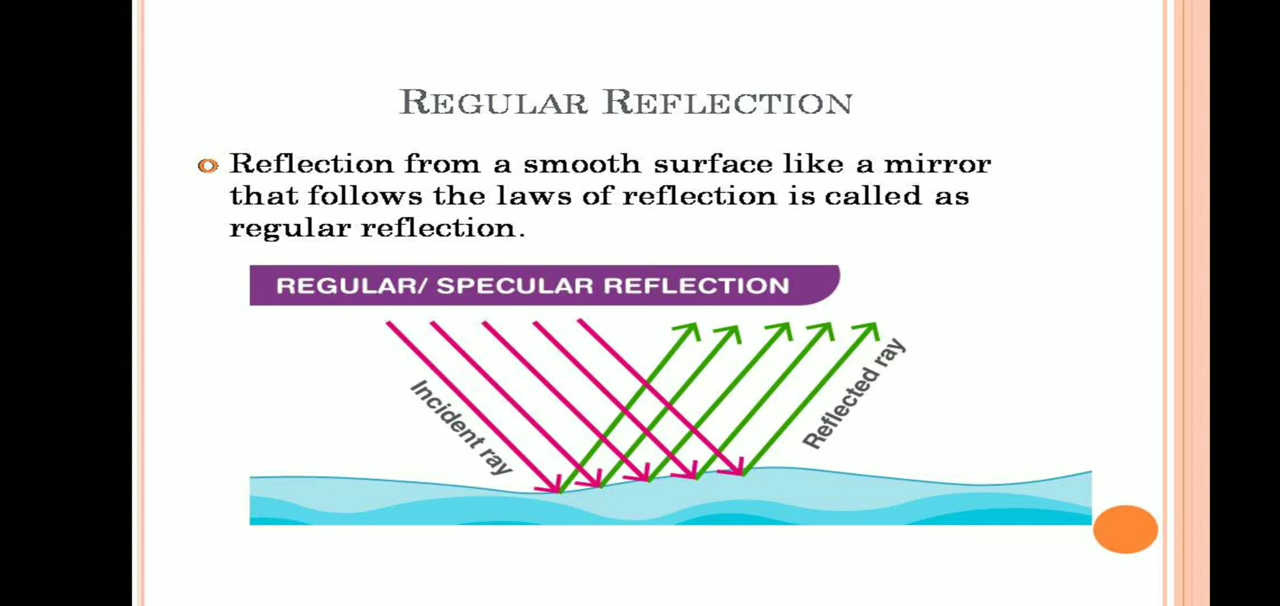 REGULAR REFLECTION
Reflection from a smooth surface like a mirror
that follows the laws of reflection is called as
regular reflection.
REGULAR/ SPECULAR REFLECTION
Incident ray
Reflected ray